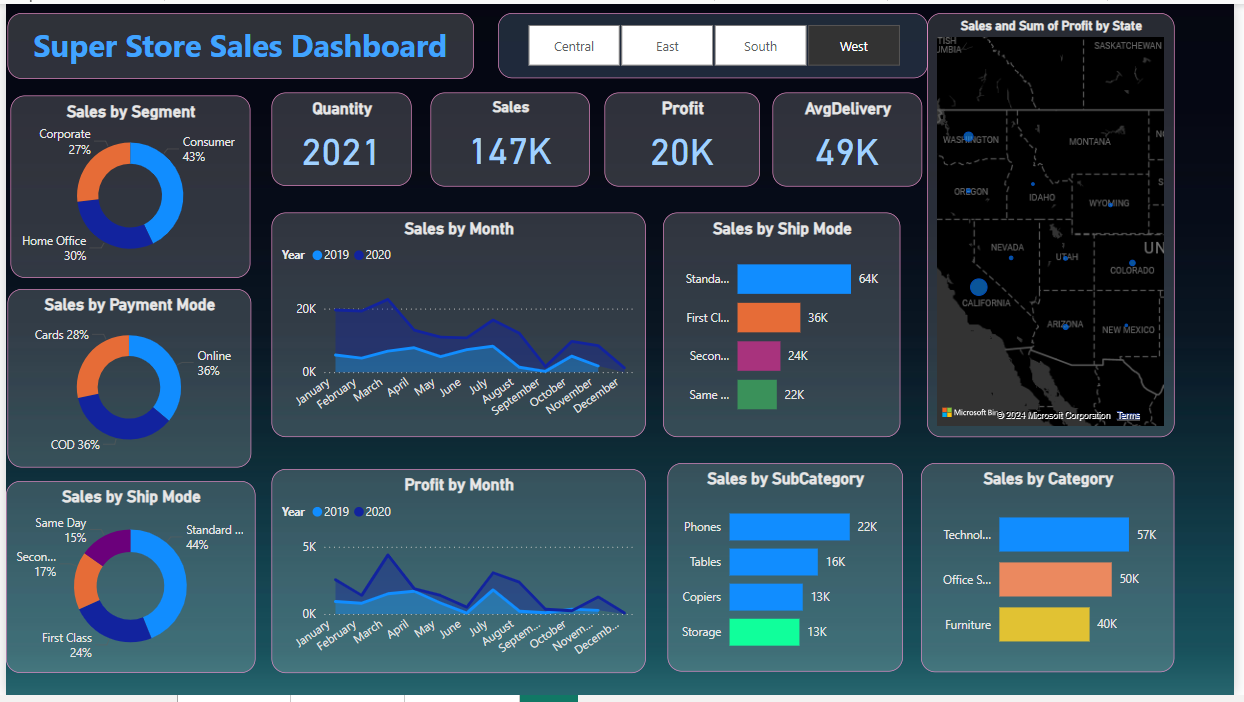 Super Store Sales Dashboard
Central
East
South
West
Sales and Sum of Profit by State
TISH
UMBIA
SASKATCHEWAN
WASHINGTON
MONTANA
OREGON
IDAHO
WYOMING
NEVADA
UTAH
UN
COLORADO
CALIFORNIA
ARIZONA
NEW MEXICO
Microsoft Bing
© 2024 Microsoft Corporation Terms
Sales by Segment
Corporate
27%
Consumer
43%
Home Office
30%
Quantity
2021
Sales
147K
Profit
20K
AvgDelivery
49K
Sales by Month
Year 2019 2020
20K
0K
January
February
March
April
May
June
July
August
September
October
November
December
Sales by Ship Mode
Standa... 64K
First Cl... 36K
Secon... 24K
Same ... 22K
Sales by Payment Mode
Cards 28%
Online
36%
COD 36%
Sales by Ship Mode
Same Day
15%
Standard ...
44%
Secon...
17%
First Class
24%
Profit by Month
Year 2019 2020
5K
0K
January
February
March
April
May
June
July
August
Septem...
October
Novem...
Decemb...
Sales by SubCategory
Phones 22K
Tables 16K
Copiers 13K
Storage 13K
Sales by Category
Technol... 57K
Office S... 50K
Furniture 40K